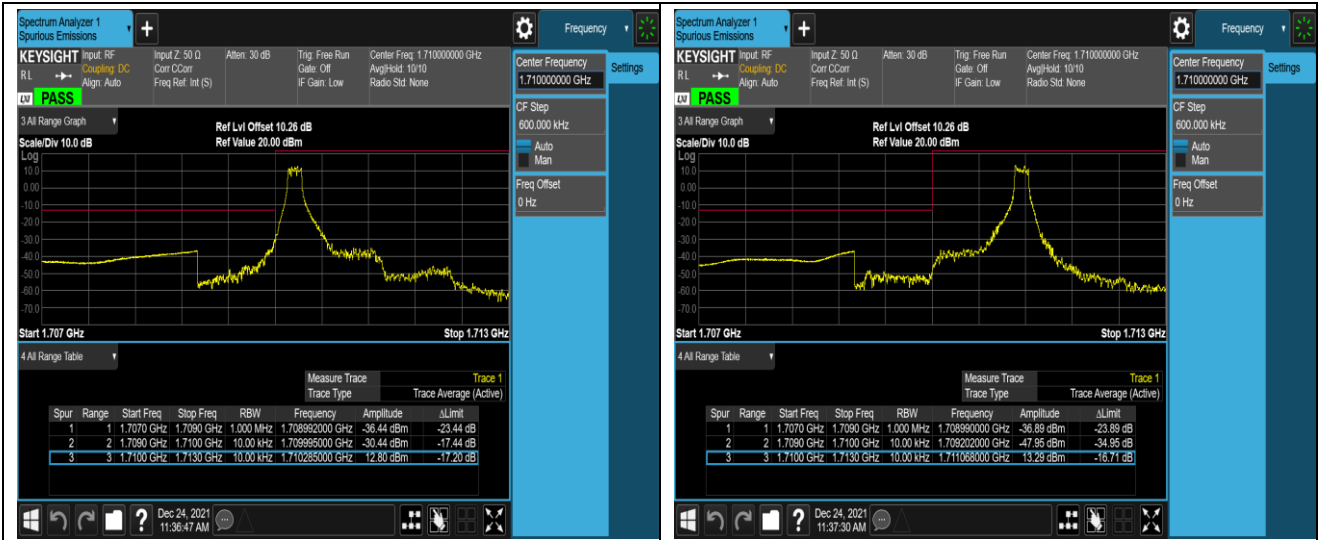 Spectrum Analyzer 1
Spurious Emissions
+
Frequency
KEYSIGHT Input: RF Input Z: 50 Ω Atten: 30 dB Trig: Free Run Center Freq: 1.710000000 GHz
RL Coupling: DC Corr CCorr Gate: Off Avg|Hold: 10/10
Align: Auto Freq Ref: Int (S) IF Gain: Low Radio Std: None
LXI PASS
Center Frequency
1.710000000 GHz
Settings
CF Step
600.000 kHz
Auto
Man
Freq Offset
0 Hz
3 All Range Graph
Ref Lvl Offset 10.26 dB
Scale/Div 10.0 dB Ref Value 20.00 dBm
Log
10.0
0.00
-10.0
-20.0
-30.0
-40.0
-50.0
-60.0
-70.0
Start 1.707 GHz Stop 1.713 GHz
4 All Range Table
Measure Trace Trace 1
Trace Type Trace Average (Active)
Spur Range Start Freq Stop Freq RBW Frequency Amplitude ΔLimit
1 1 1.7070 GHz 1.7090 GHz 1.000 MHz 1.708992000 GHz -36.44 dBm -23.44 dB
2 2 1.7090 GHz 1.7100 GHz 10.00 kHz 1.709995000 GHz -30.44 dBm -17.44 dB
3 3 1.7100 GHz 1.7130 GHz 10.00 kHz 1.710285000 GHz 12.80 dBm -17.20 dB
?
Dec 24, 2021
11:36:47 AM
Spectrum Analyzer 1
Spurious Emissions
+
Frequency
KEYSIGHT Input: RF Input Z: 50 Ω Atten: 30 dB Trig: Free Run Center Freq: 1.710000000 GHz
RL Coupling: DC Corr CCorr Gate: Off Avg|Hold: 10/10
Align: Auto Freq Ref: Int (S) IF Gain: Low Radio Std: None
LXI PASS
Center Frequency
1.710000000 GHz
Settings
CF Step
600.000 kHz
Auto
Man
Freq Offset
0 Hz
3 All Range Graph
Ref Lvl Offset 10.26 dB
Scale/Div 10.0 dB Ref Value 20.00 dBm
Log
10.0
0.00
-10.0
-20.0
-30.0
-40.0
-50.0
-60.0
-70.0
Start 1.707 GHz Stop 1.713 GHz
4 All Range Table
Measure Trace Trace 1
Trace Type Trace Average (Active)
Spur Range Start Freq Stop Freq RBW Frequency Amplitude ΔLimit
1 1 1.7070 GHz 1.7090 GHz 1.000 MHz 1.708990000 GHz -36.89 dBm -23.89 dB
2 2 1.7090 GHz 1.7100 GHz 10.00 kHz 1.709202000 GHz -47.95 dBm -34.95 dB
3 3 1.7100 GHz 1.7130 GHz 10.00 kHz 1.711068000 GHz 13.29 dBm -16.71 dB
?
Dec 24, 2021
11:37:30 AM